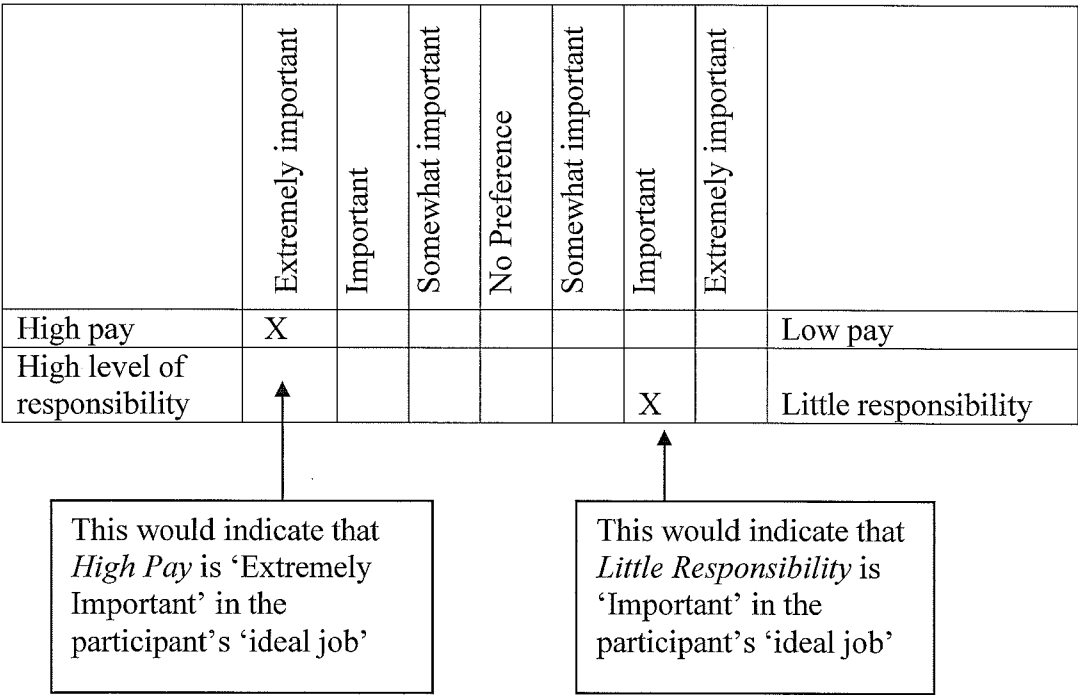 Extremely important
Important
Somewhat important
No Preference
Somewhat important
Important
Extremely important
High pay X Low pay
High level of
responsibility X Little responsibility
This would indicate that
High Pay is ‘Extremely
Important’ in the
participant’s ‘ideal job’
This would indicate that
Little Responsibility is
‘Important’ in the
participant’s ‘ideal job’